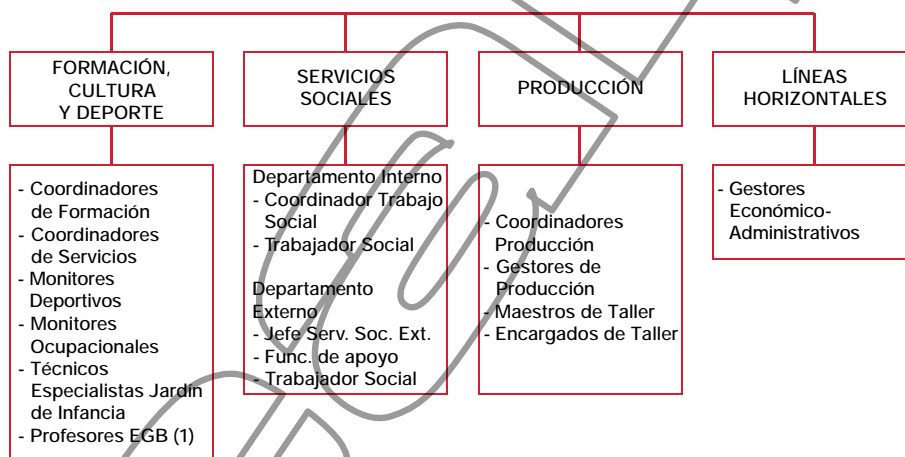 FORMACIÓN,
CULTURA
Y DEPORTE
SERVICIOS
SOCIALES
PRODUCCIÓN
LÍNEAS
HORIZONTALES
- Coordinadores
de Formación
- Coordinadores
de Servicios
- Monitores
Deportivos
- Monitores
Ocupacionales
- Técnicos
Especialistas Jardín
de Infancia
- Profesores EGB (1)
Departamento Interno
- Coordinador Trabajo
Social
- Trabajador Social
Departamento
Externo
- Jefe Serv. Soc. Ext.
- Func. de apoyo
- Trabajador Social
- Coordinadores
Producción
- Gestores de
Producción
- Maestros de Taller
- Encargados de Taller
- Gestores
Económico-
Administrativos